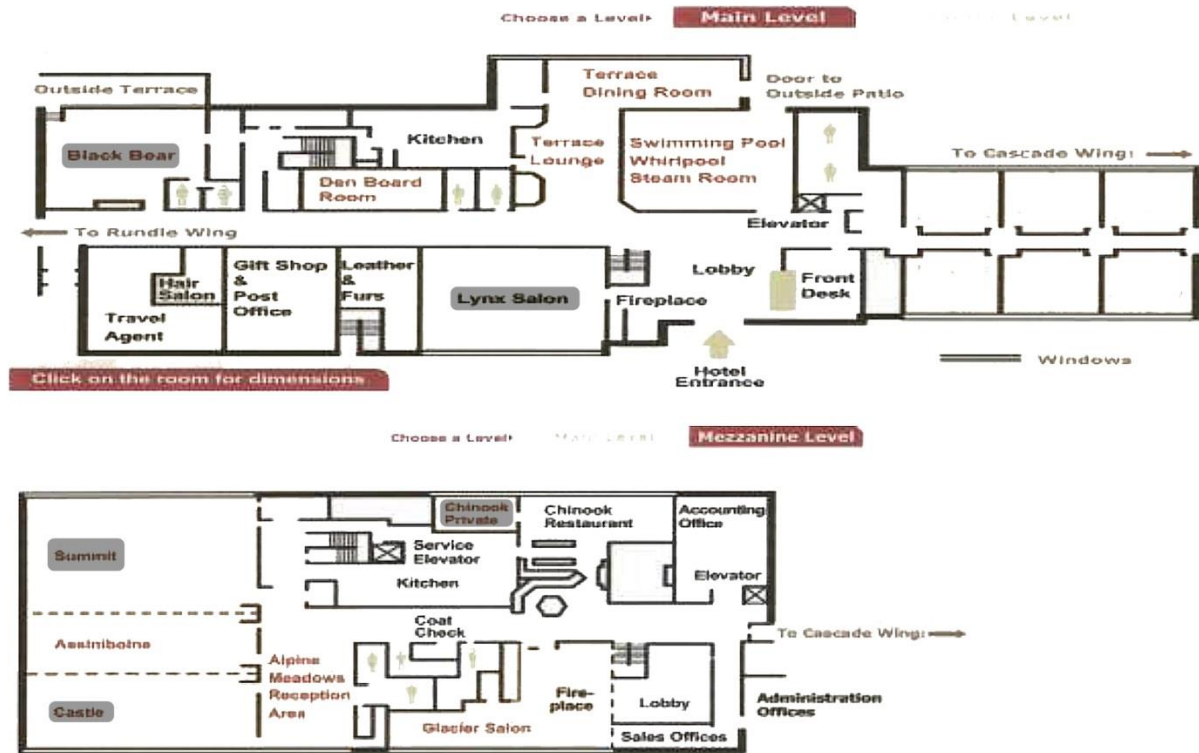 Choose a Level
Main Level
Level
Outside Terrace
Terrace
Dining Room
Door to
Outside Patio
Black Bear
Kitchen
Terrace
Lounge
Swimming Pool
Whirlpool
Steam Room
To Cascade Wing:
Den Board
Room
Elevator
To Rundle Wing
Hair
Salon
Travel
Agent
Gift Shop
&
Post
Office
Leather
&
Furs
Lynx Salon
Fireplace
Lobby
Front
Desk
Hotel
Entrance
Windows
Click on the room for dimensions
Choose a Level
Main Level
Mezzanine Level
Summit
Chinook
Private
Chinook
Restaurant
Accounting
Office
Service
Elevator
Kitchen
Elevator
Assiniboine
Coat
Check
To Cascade Wing:
Castle
Alpine
Meadows
Reception
Area
Glacier Salon
Fire-
place
Lobby
Sales Offices
Administration
Offices